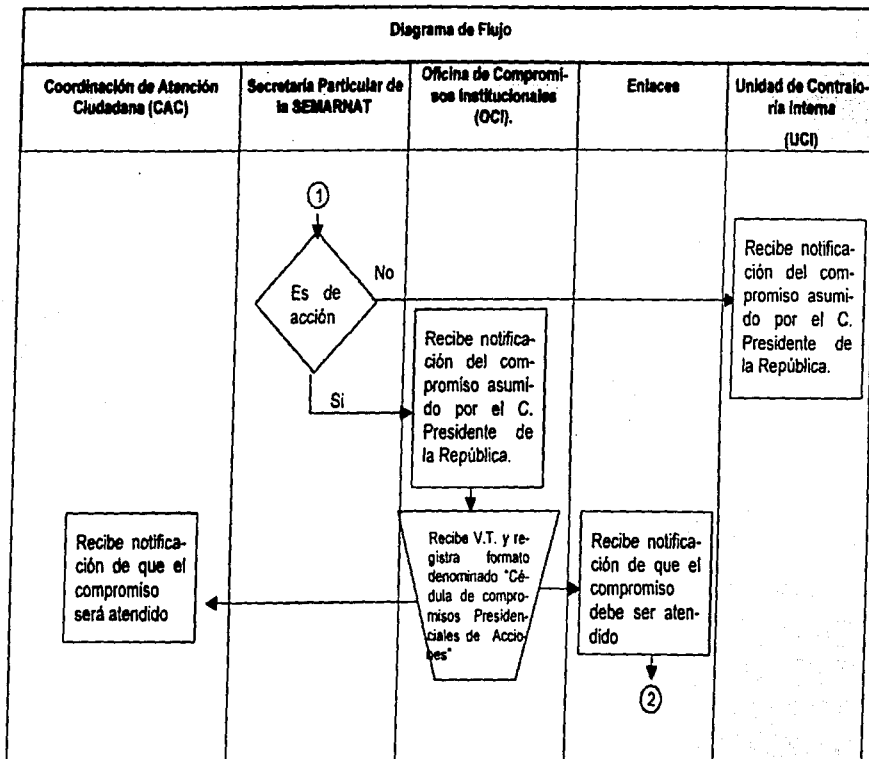 Diagrama de Flujo
Coordinación de Atención
Ciudadana (CAC)
Secretaría Particular de
la SEMARNAT
Oficina de Compromi-
sos Institucionales
(OCI).
Enlaces
Unidad de Contralo-
ría Interna
(UCI)
1
Es de
acción
No
Si
Recibe notifica-
ción del com-
promiso asumi-
do por el C.
Presidente de
la República.
Recibe notifica-
ción del com-
promiso asumi-
do por el C.
Presidente de
la República.
Recibe notifica-
ción de que el
compromiso
será atendido
Recibe V.T. y re-
gistra formato
denominado "Cé-
dula de compro-
misos Presiden-
ciales de Accio-
nes"
Recibe notifica-
ción de que el
compromiso
debe ser aten-
dido
2